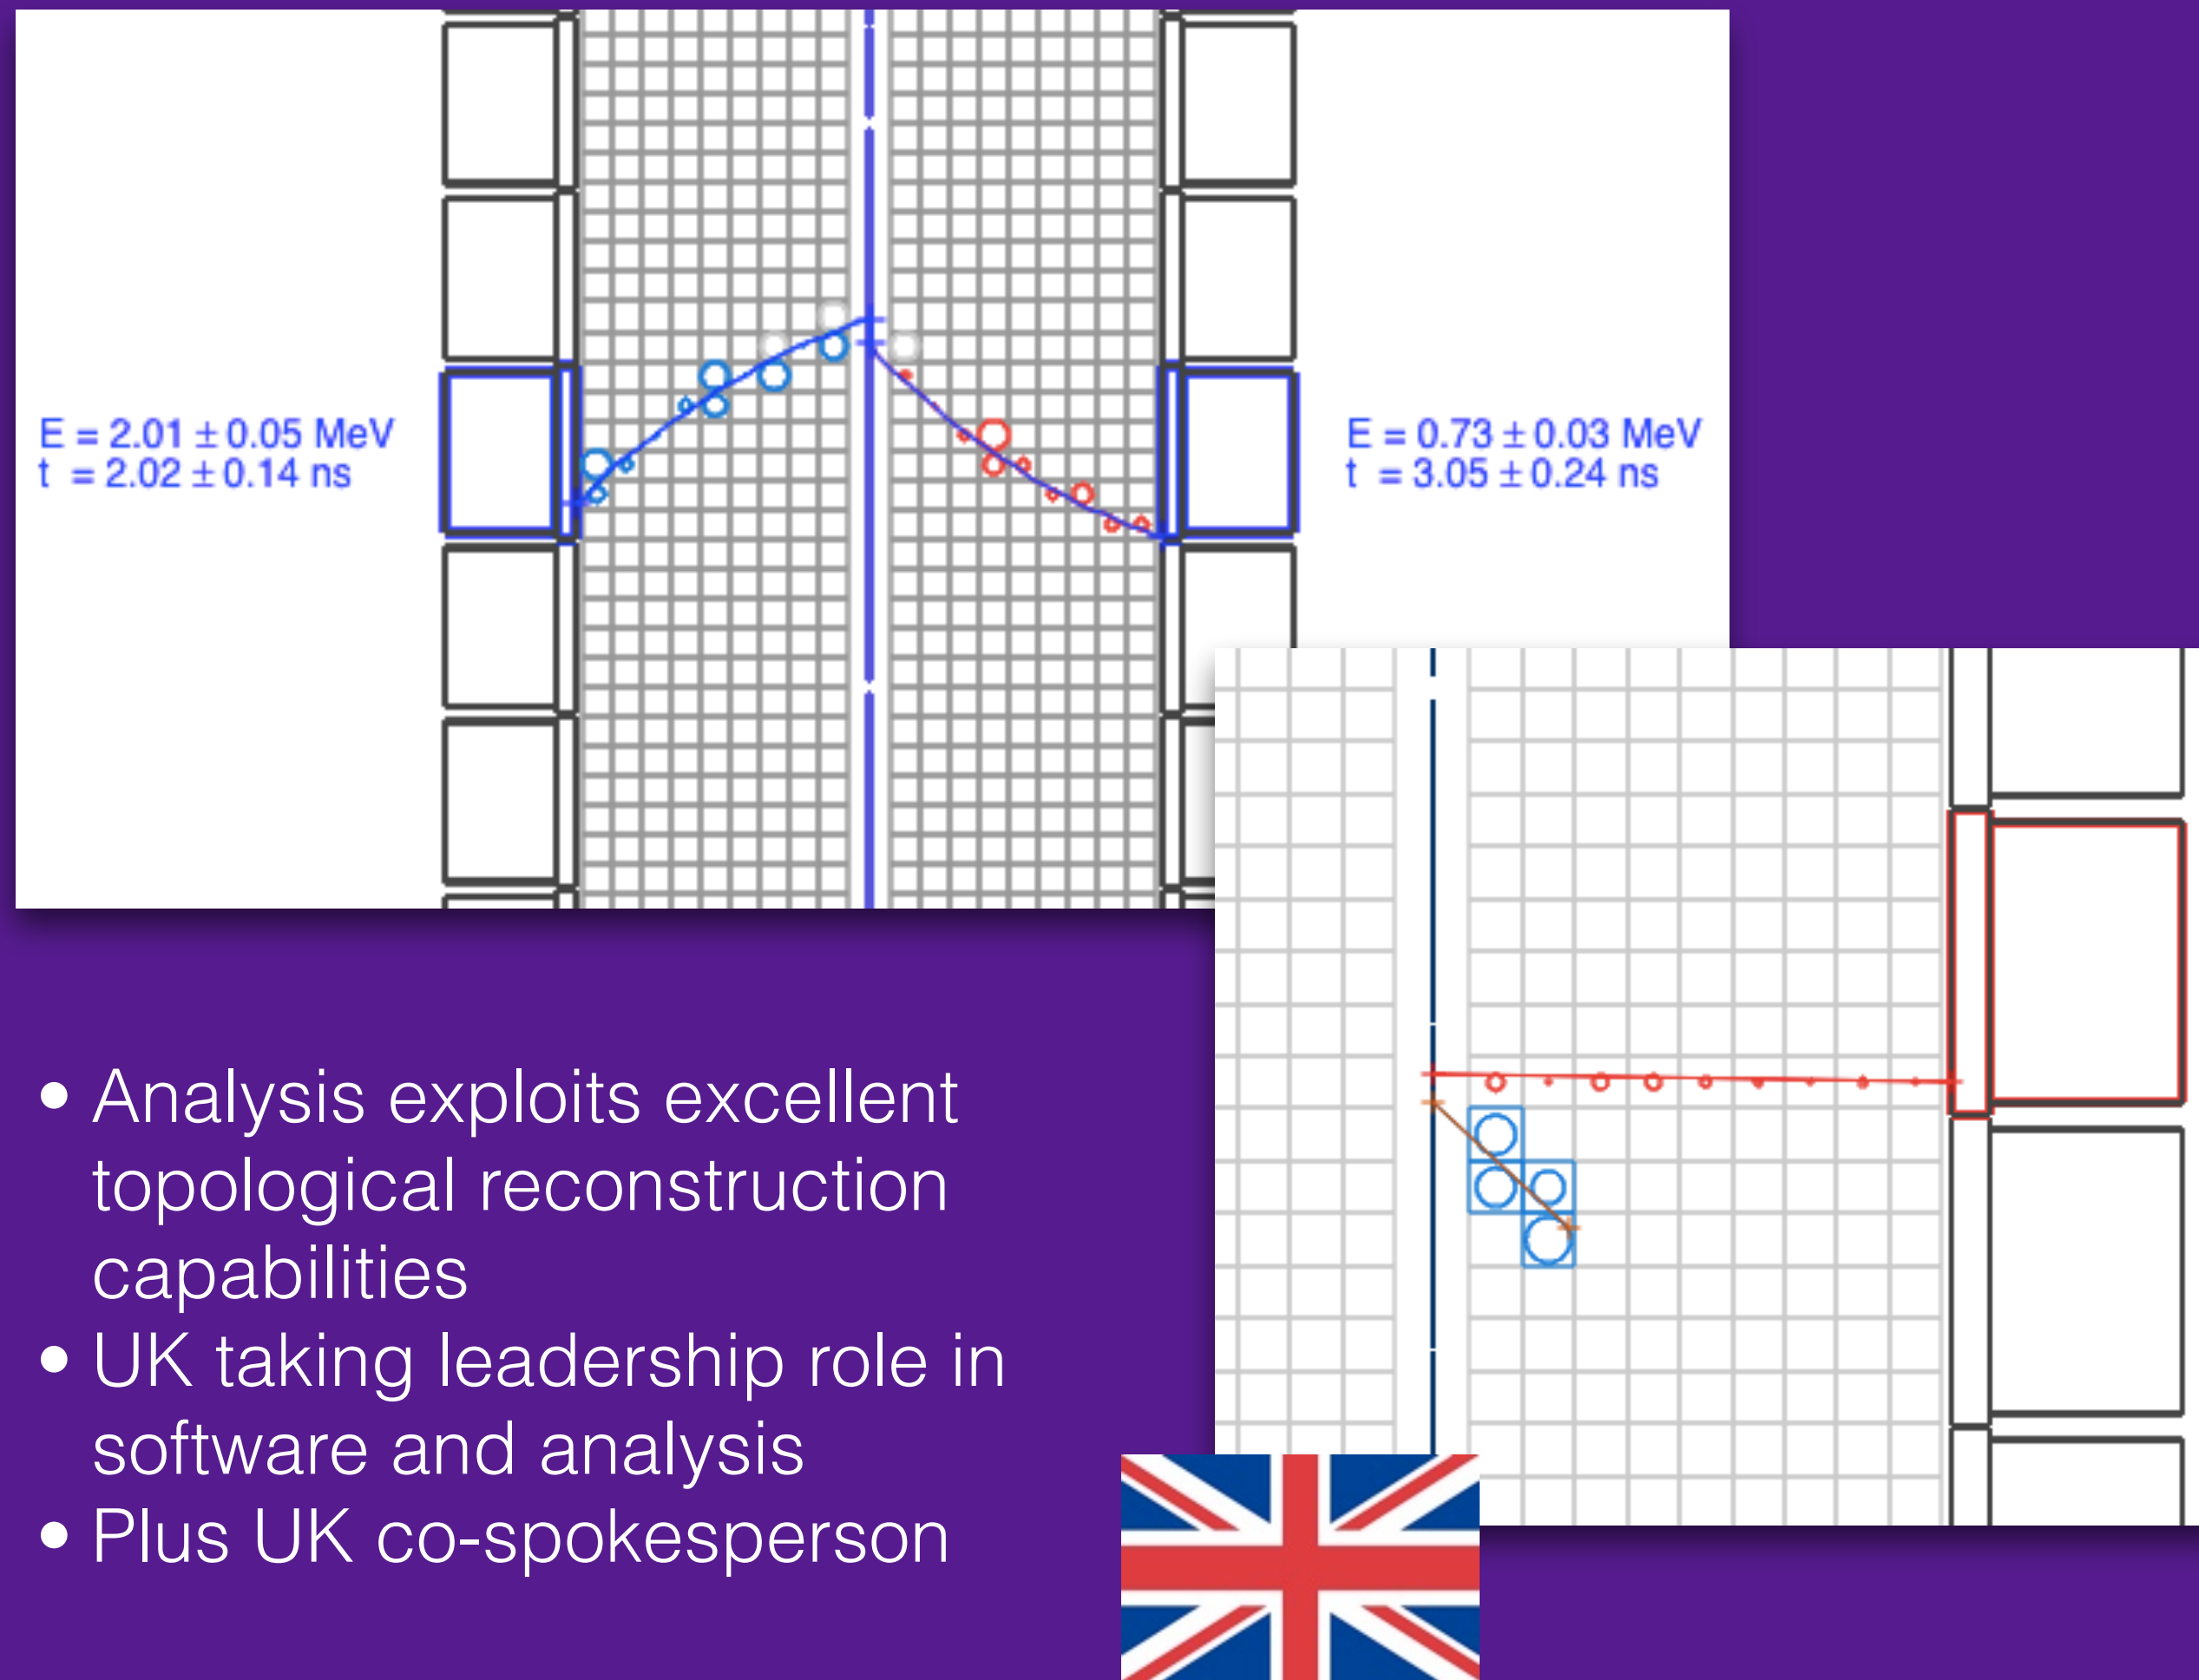 E = 2.01 ± 0.05 MeV
t = 2.02 ± 0.14 ns
E = 0.73 ± 0.03 MeV
t = 3.05 ± 0.24 ns
• Analysis exploits excellent
topological reconstruction
capabilities
• UK taking leadership role in
software and analysis
• Plus UK co-spokesperson